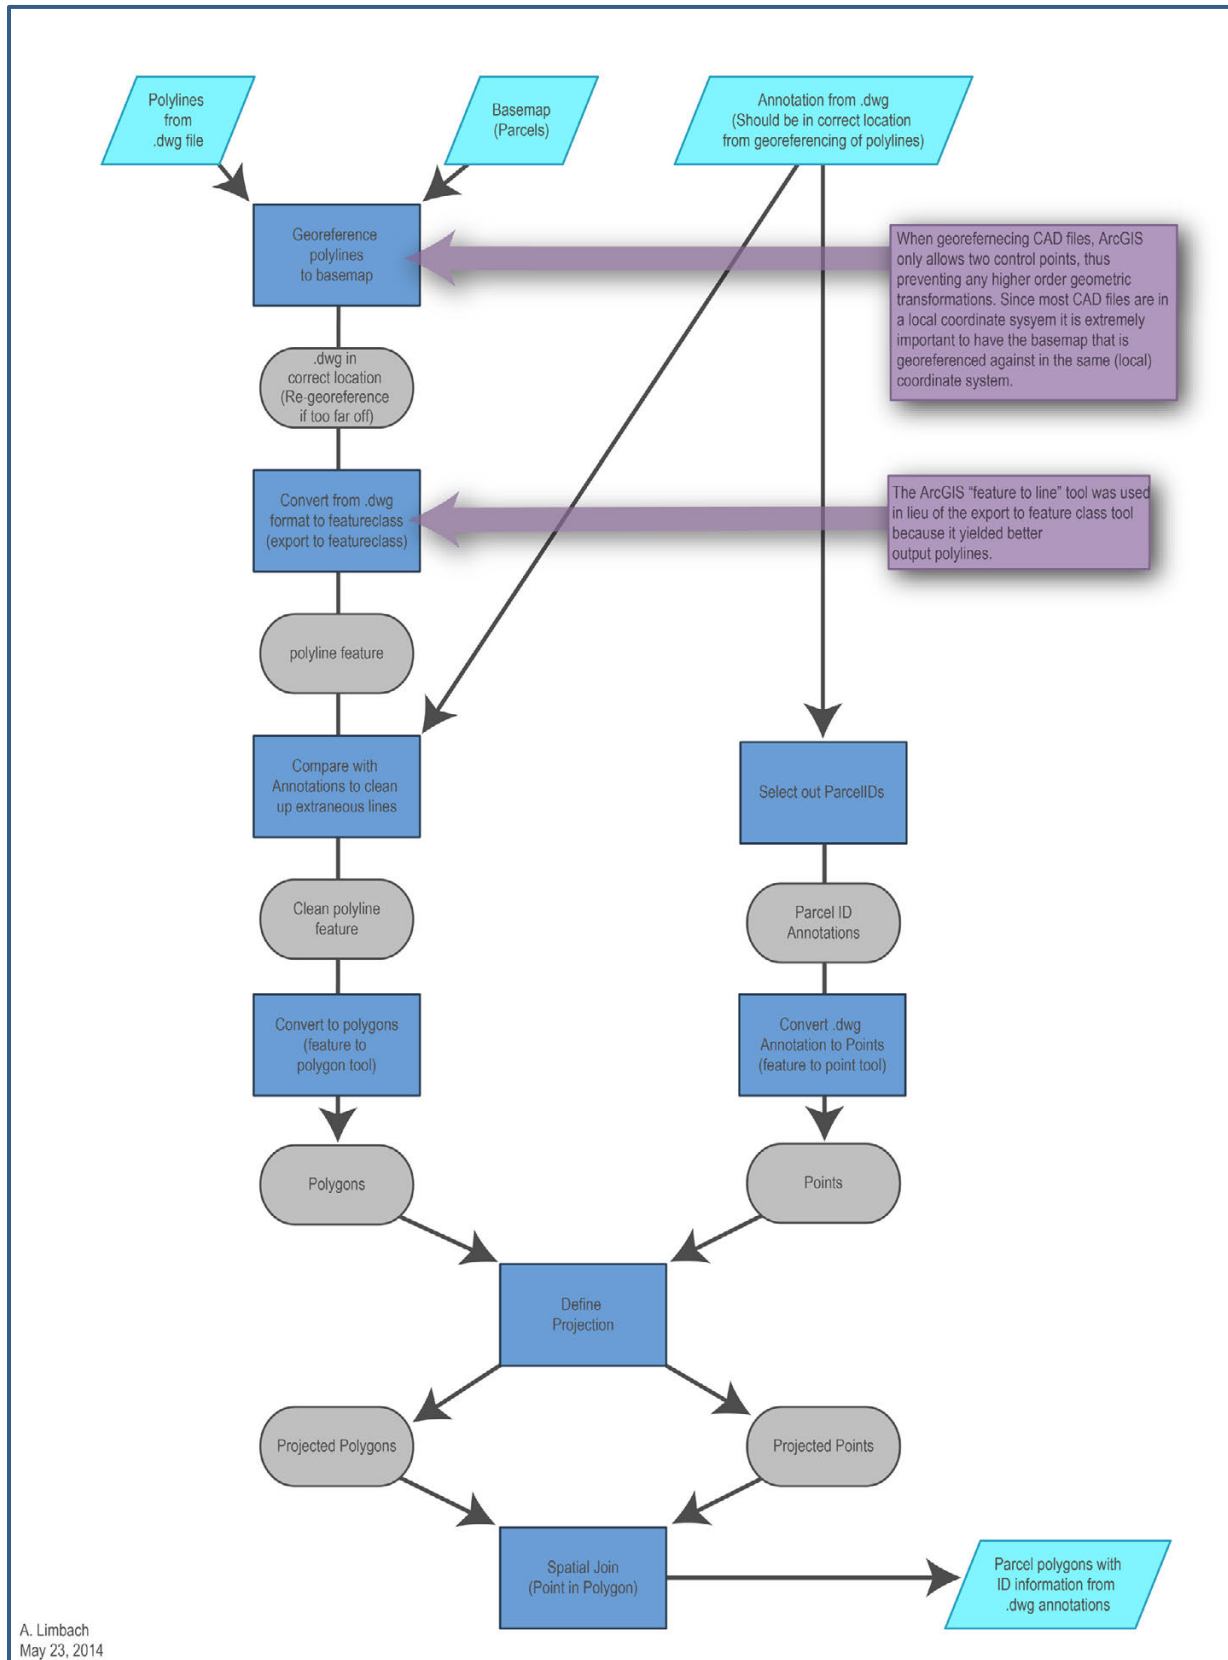 Polylines
from
.dwg file
Basemap
(Parcels)
Annotation from .dwg
(Should be in correct location
from georeferencing of polylines)
Georeference
polylines
to basemap
When georefernecing CAD files, ArcGIS
only allows two control points, thus
preventing any higher order geometric
transformations. Since most CAD files are in
a local coordinate sysyem it is extremely
important to have the basemap that is
georeferenced against in the same (local)
coordinate system.
.dwg in
correct location
(Re-georeference
if too far off)
Convert from .dwg
format to featureclass
(export to featureclass)
The ArcGIS “feature to line” tool was used
in lieu of the export to feature class tool
because it yielded better
output polylines.
polyline feature
Compare with
Annotations to clean
up extraneous lines
Select out ParcelIDs
Clean polyline
feature
Parcel ID
Annotations
Convert to polygons
(feature to
polygon tool)
Convert .dwg
Annotation to Points
(feature to point tool)
Polygons
Points
Define
Projection
Projected Polygons
Projected Points
Spatial Join
(Point in Polygon)
Parcel polygons with
ID information from
.dwg annotations
A. Limbach
May 23, 2014